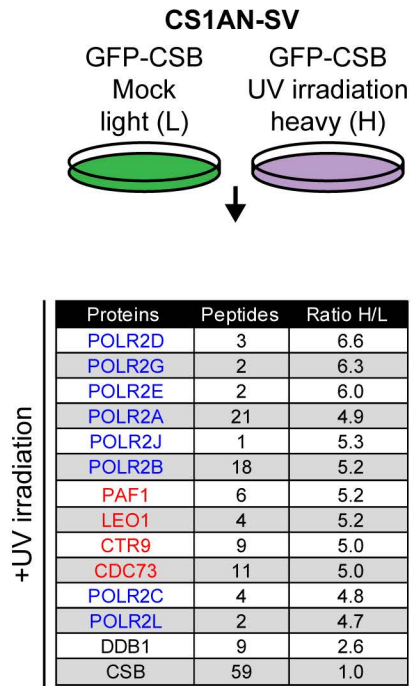 CS1AN-SV
GFP-CSB GFP-CSB
Mock UV irradiation
light (L) heavy (H)
+UV irradiation
Proteins Peptides Ratio H/L
POLR2D 3 6.6
POLR2G 2 6.3
POLR2E 2 6.0
POLR2A 21 4.9
POLR2J 1 5.3
POLR2B 18 5.2
PAF1 6 5.2
LEO1 4 5.2
CTR9 9 5.0
CDC73 11 5.0
POLR2C 4 4.8
POLR2L 2 4.7
DDB1 9 2.6
CSB 59 1.0